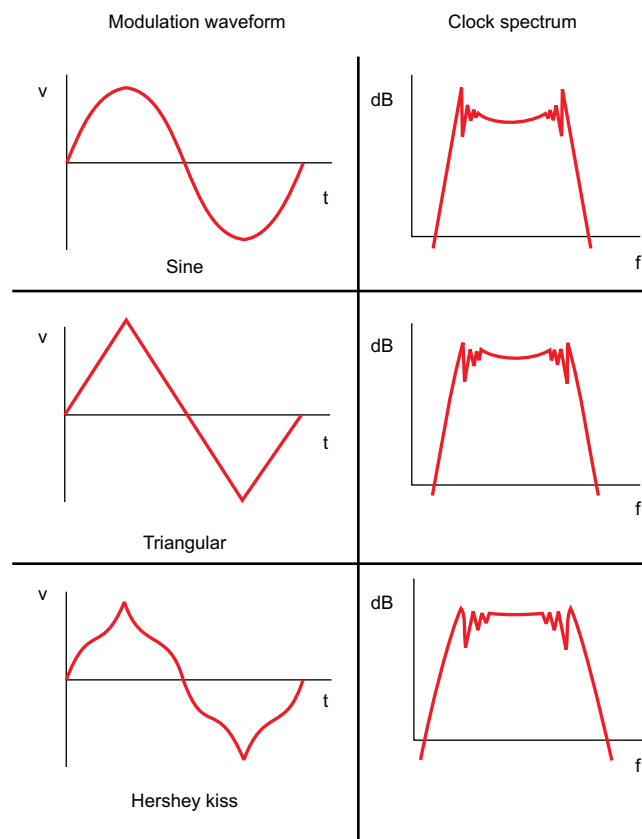 Modulation waveform
Clock spectrum
v
t
Sine
dB
f
v
t
Triangular
dB
f
v
t
Hershey kiss
dB
f